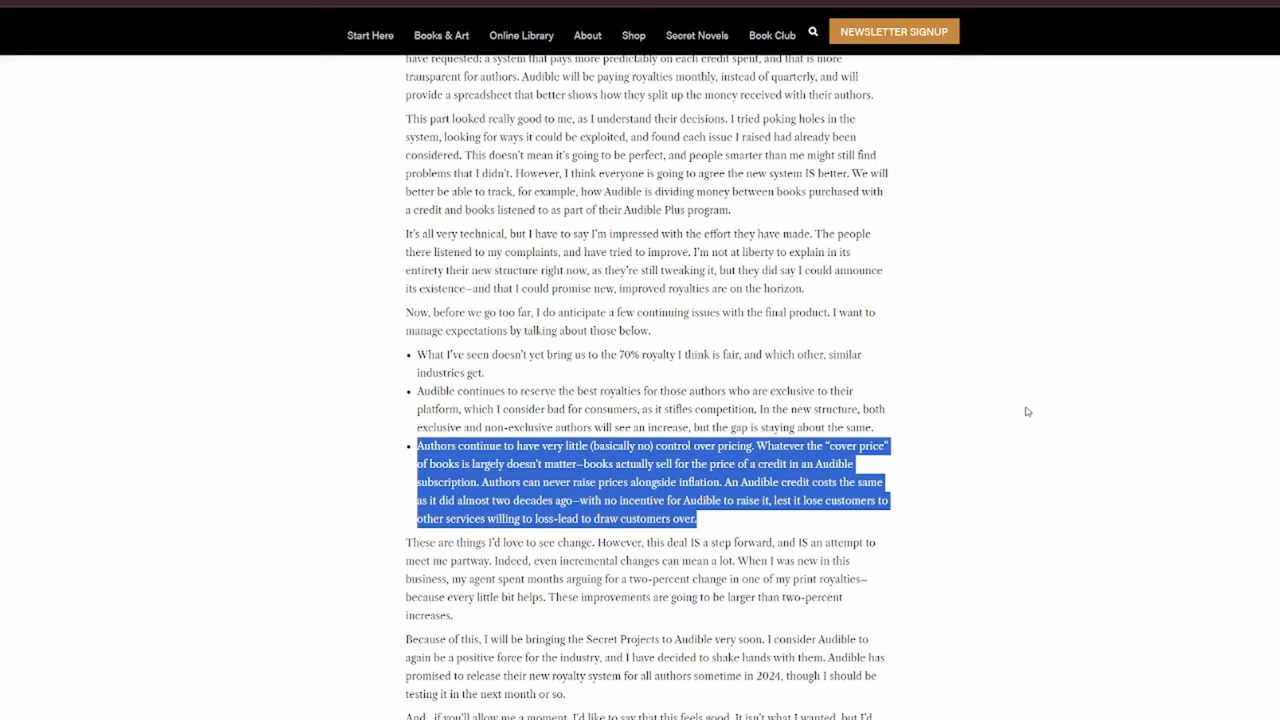 Start Here Books & Art Online Library About Shop Secret Novels Book Club NEWSLETTER SIGNUP
have requested: a system that pays more predictably on each credit spent, and that is more
transparent for authors. Audible will be paying royalties monthly, instead of quarterly, and will
provide a spreadsheet that better shows how they split up the money received with their authors.
This part looked really good to me, as I understand their decisions. I tried poking holes in the
system, looking for ways it could be exploited, and found each issue I raised had already been
considered. This doesn't mean it's going to be perfect, and people smarter than me might still find
problems that I didn't. However, I think everyone is going to agree the new system IS better. We will
better be able to track, for example, how Audible is dividing money between books purchased with
a credit and books listened to as part of their Audible Plus program.
It's all very technical, but I have to say I'm impressed with the effort they have made. The people
there listened to my complaints, and have tried to improve. I'm not at liberty to explain in its
entirety their new structure right now, as they're still tweaking it, but they did say I could announce
its existence—and that I could promise new, improved royalties are on the horizon.
Now, before we go too far, I do anticipate a few continuing issues with the final product. I want to
manage expectations by talking about those below.
• What I've seen doesn't yet bring us to the 70% royalty I think is fair, and which other, similar
industries get.
• Audible continues to reserve the best royalties for those authors who are exclusive to their
platform, which I consider bad for consumers, as it stifles competition. In the new structure, both
exclusive and non-exclusive authors will see an increase, but the gap is staying about the same.
• Authors continue to have very little (basically no) control over pricing. Whatever the "cover price"
of books is largely doesn't matter—books actually sell for the price of a credit in an Audible
subscription. Authors can never raise prices alongside inflation. An Audible credit costs the same
as it did almost two decades ago—with no incentive for Audible to raise it, lest it lose customers to
other services willing to loss-lead to draw customers over.
These are things I'd love to see change. However, this deal IS a step forward, and IS an attempt to
meet me partway. Indeed, even incremental changes can mean a lot. When I was new in this
business, my agent spent months arguing for a two-percent change in one of my print royalties—
because every little bit helps. These improvements are going to be larger than two-percent
increases.
Because of this, I will be bringing the Secret Projects to Audible very soon. I consider Audible to
again be a positive force for the industry, and I have decided to shake hands with them. Audible has
promised to release their new royalty system for all authors sometime in 2024, though I should be
testing it in the next month or so.
And...if you'll allow me a moment, I'd like to say that this feels good. It isn't what I wanted, but I'd